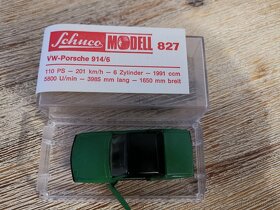 Schuco MODELL 827
VW-Porsche 914/6
110 PS — 201 km/h — 6 Zylinder — 1991 ccm
5800 U/min — 3985 mm lang — 1650 mm breit